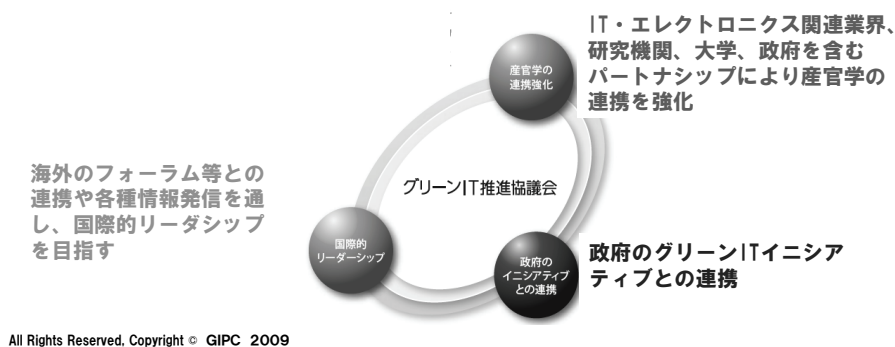 IT・エレクトロニクス関連業界、
研究機関、大学、政府を含む
パートナシップにより産官学の
連携を強化
産官学の
連携強化
グリーンIT推進協議会
海外のフォーラム等との
連携や各種情報発信を通
し、国際的リーダシップ
を目指す
国際的
リーダーシップ
政府の
イニシアティブ
との連携
政府のグリーンITイニシア
ティブとの連携
All Rights Reserved, Copyright © GIPC 2009